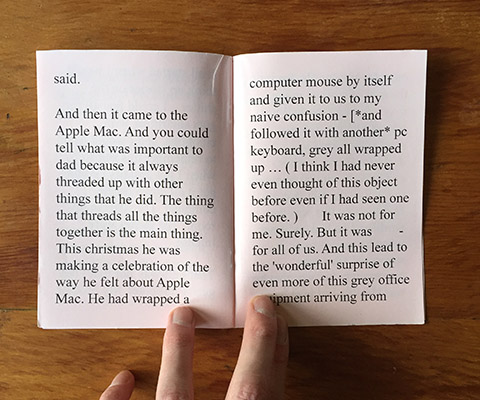 said.
And then it came to the
Apple Mac. And you could
tell what was important to
dad because it always
threaded up with other
things that he did. The thing
that threads all the things
together is the main thing.
This christmas he was
making a celebration of the
way he felt about Apple
Mac. He had wrapped a
computer mouse by itself
and given it to us to my
naive confusion - [*and
followed it with another* pc
keyboard, grey all wrapped
up … ( I think I had never
even thought of this object
before even if I had seen one
before. ) It was not for
me. Surely. But it was -
for all of us. And this lead to
the 'wonderful' surprise of
even more of this grey office
arriving from